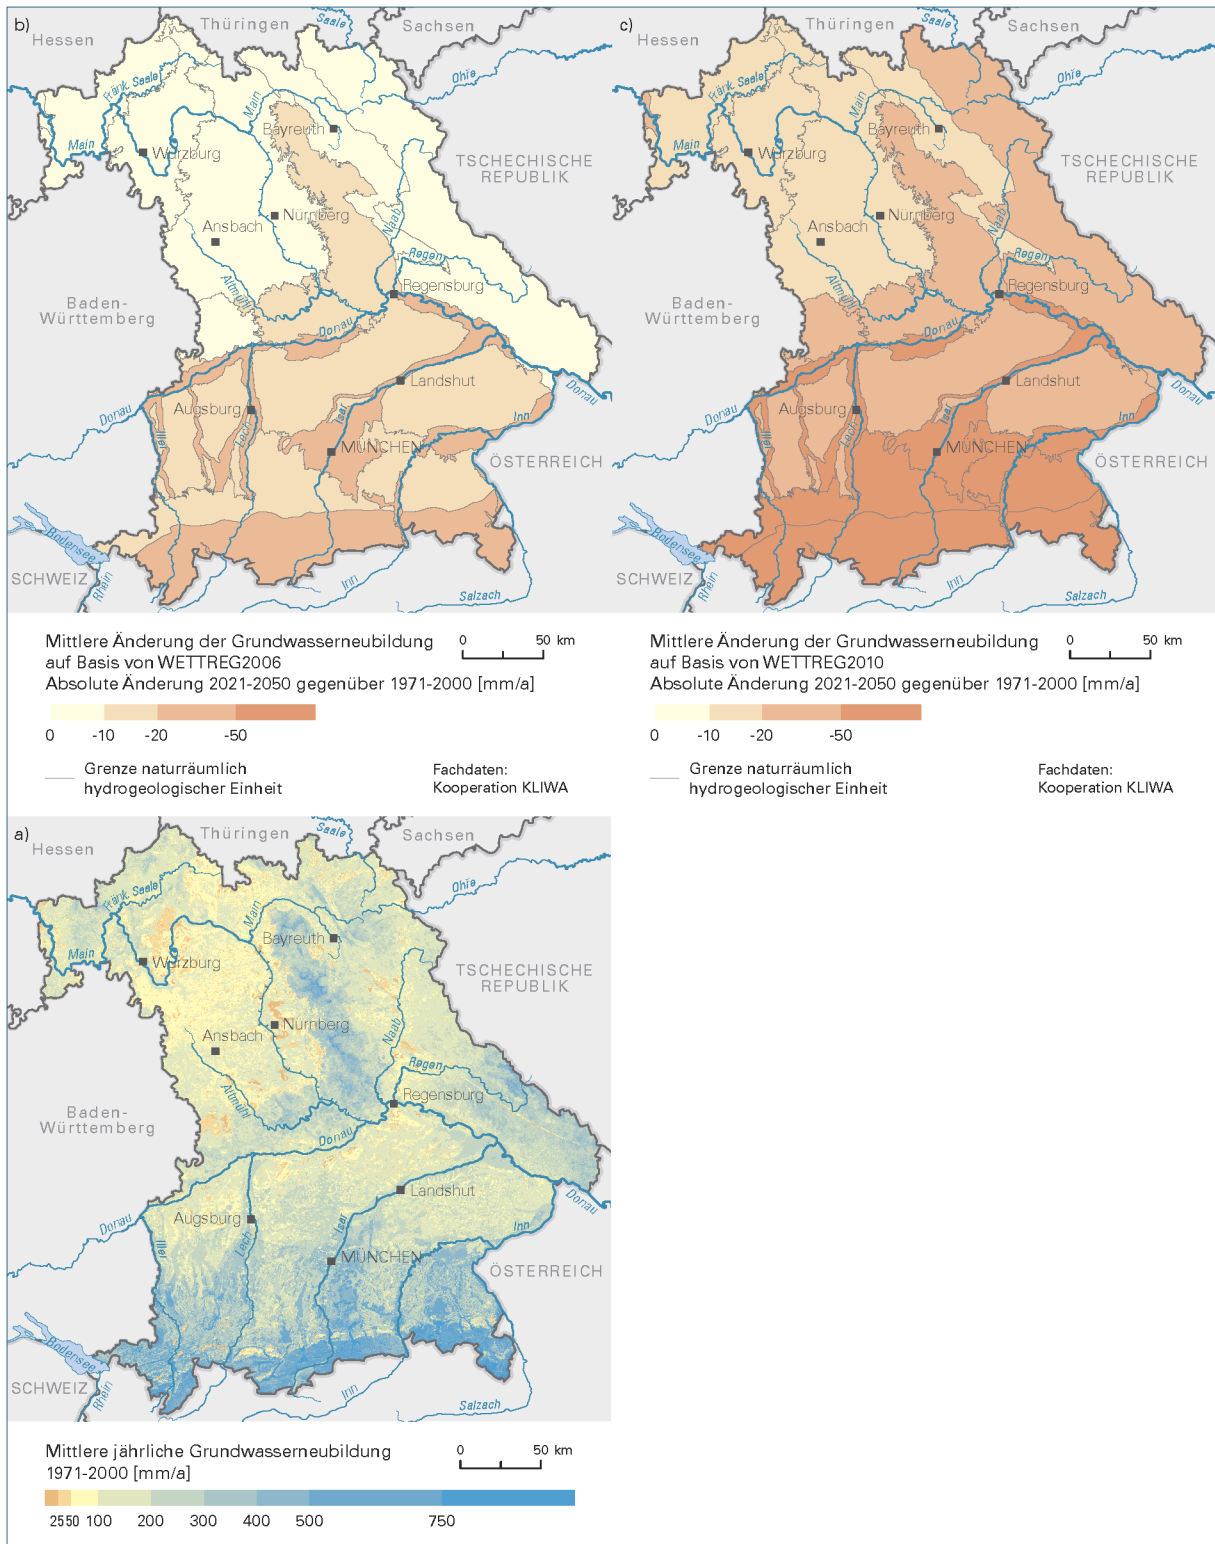 b)
Thüringen
Saale
Sachsen
Hessen
Fränk. Saale
Ohře
Main
Bayreuth
Main
Würzburg
TSCHECHISCHE
REPUBLIK
Nürnberg
Naab
Ansbach
Regen
Altmühl
Regensburg
Baden-
Württemberg
Donau
Landshut
Donau
Augsburg
Isar
Inn
Donau
Iller
Lech
MÜNCHEN
ÖSTERREICH
Bodensee
SCHWEIZ
Rhein
Inn
Salzach
Mittlere Änderung der Grundwasserneubildung
auf Basis von WETTREG2006
Absolute Änderung 2021-2050 gegenüber 1971-2000 [mm/a]
0 50 km
0 -10 -20 -50
Grenze naturräumlich
hydrogeologischer Einheit
Fachdaten:
Kooperation KLIWA
c)
Thüringen
Saale
Sachsen
Hessen
Fränk. Saale
Ohře
Main
Bayreuth
Main
Würzburg
TSCHECHISCHE
REPUBLIK
Nürnberg
Naab
Ansbach
Regen
Altmühl
Regensburg
Baden-
Württemberg
Donau
Landshut
Donau
Augsburg
Isar
Inn
Donau
Iller
Lech
MÜNCHEN
ÖSTERREICH
Bodensee
SCHWEIZ
Rhein
Inn
Salzach
Mittlere Änderung der Grundwasserneubildung
auf Basis von WETTREG2010
Absolute Änderung 2021-2050 gegenüber 1971-2000 [mm/a]
0 50 km
0 -10 -20 -50
Grenze naturräumlich
hydrogeologischer Einheit
Fachdaten:
Kooperation KLIWA
a)
Thüringen
Saale
Sachsen
Hessen
Fränk. Saale
Ohře
Main
Bayreuth
Main
Würzburg
TSCHECHISCHE
REPUBLIK
Nürnberg
Naab
Ansbach
Regen
Altmühl
Regensburg
Baden-
Württemberg
Donau
Landshut
Donau
Augsburg
Isar
Inn
Donau
Iller
Lech
MÜNCHEN
ÖSTERREICH
Bodensee
SCHWEIZ
Rhein
Inn
Salzach
Mittlere jährliche Grundwasserneubildung
1971-2000 [mm/a]
0 50 km
25 50 100 200 300 400 500 750